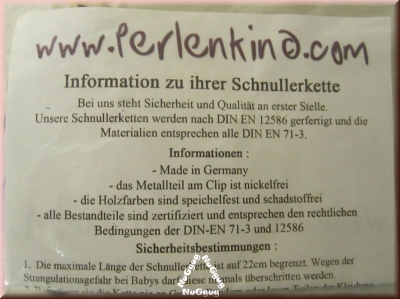 www.Perlenkind.com
Information zu ihrer Schnullerkette
Bei uns steht Sicherheit und Qualität an erster Stelle.
Unsere Schnullerketten werden nach DIN EN 12586 gerfertigt und die
Materialien entsprechen alle DIN EN 71-3.
Informationen :
- Made in Germany
- das Metallteil am Clip ist nickelfrei
- die Holzfarben sind speichelfest und schadstoffrei
- alle Bestandteile sind zertifiziert und entsprechen den rechtlichen
Bedingungen der DIN-EN 71-3 und 12586
Sicherheitsbestimmungen :
1. Die maximale Länge der Schnullerkette ist auf 22cm begrenzt. Wegen der
Strangulationsgefahr bei Babys darf diese niemals überschritten werden.
NuGaug